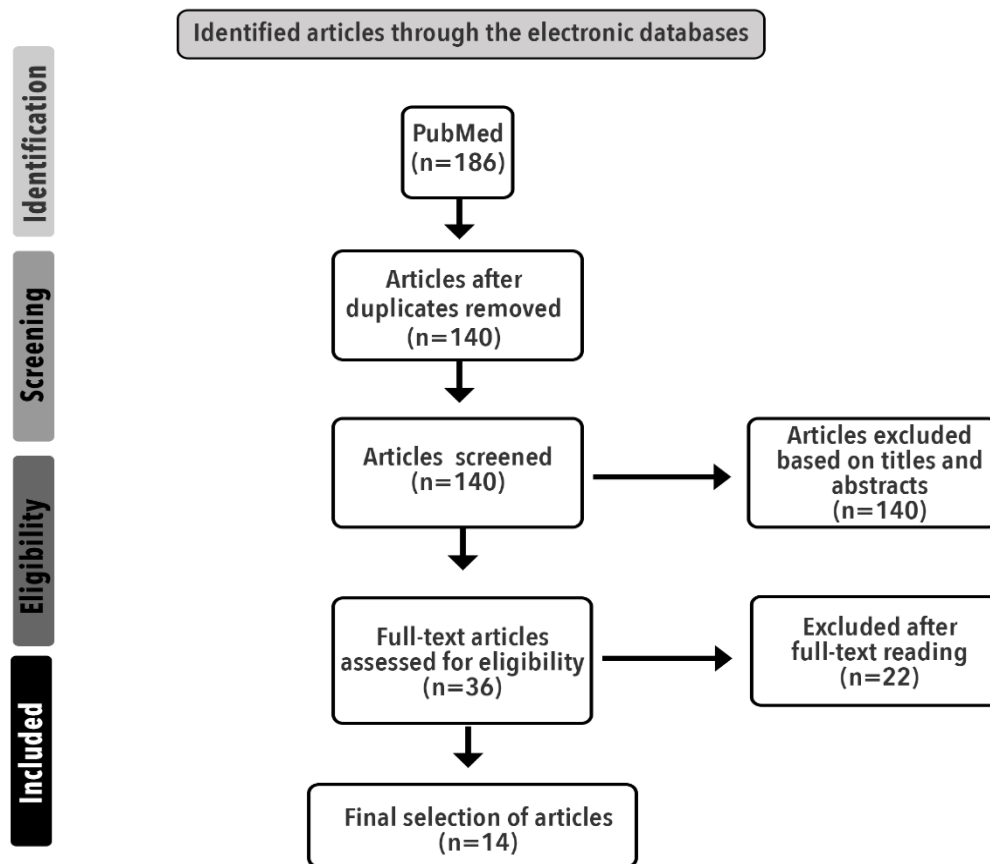 Identified articles through the electronic databases
Identification
PubMed
(n=186)
Screening
Articles after
duplicates removed
(n=140)
Articles screened
(n=140)
Articles excluded
based on titles and
abstracts
(n=140)
Eligibility
Full-text articles
assessed for eligibility
(n=36)
Excluded after
full-text reading
(n=22)
Included
Final selection of articles
(n=14)